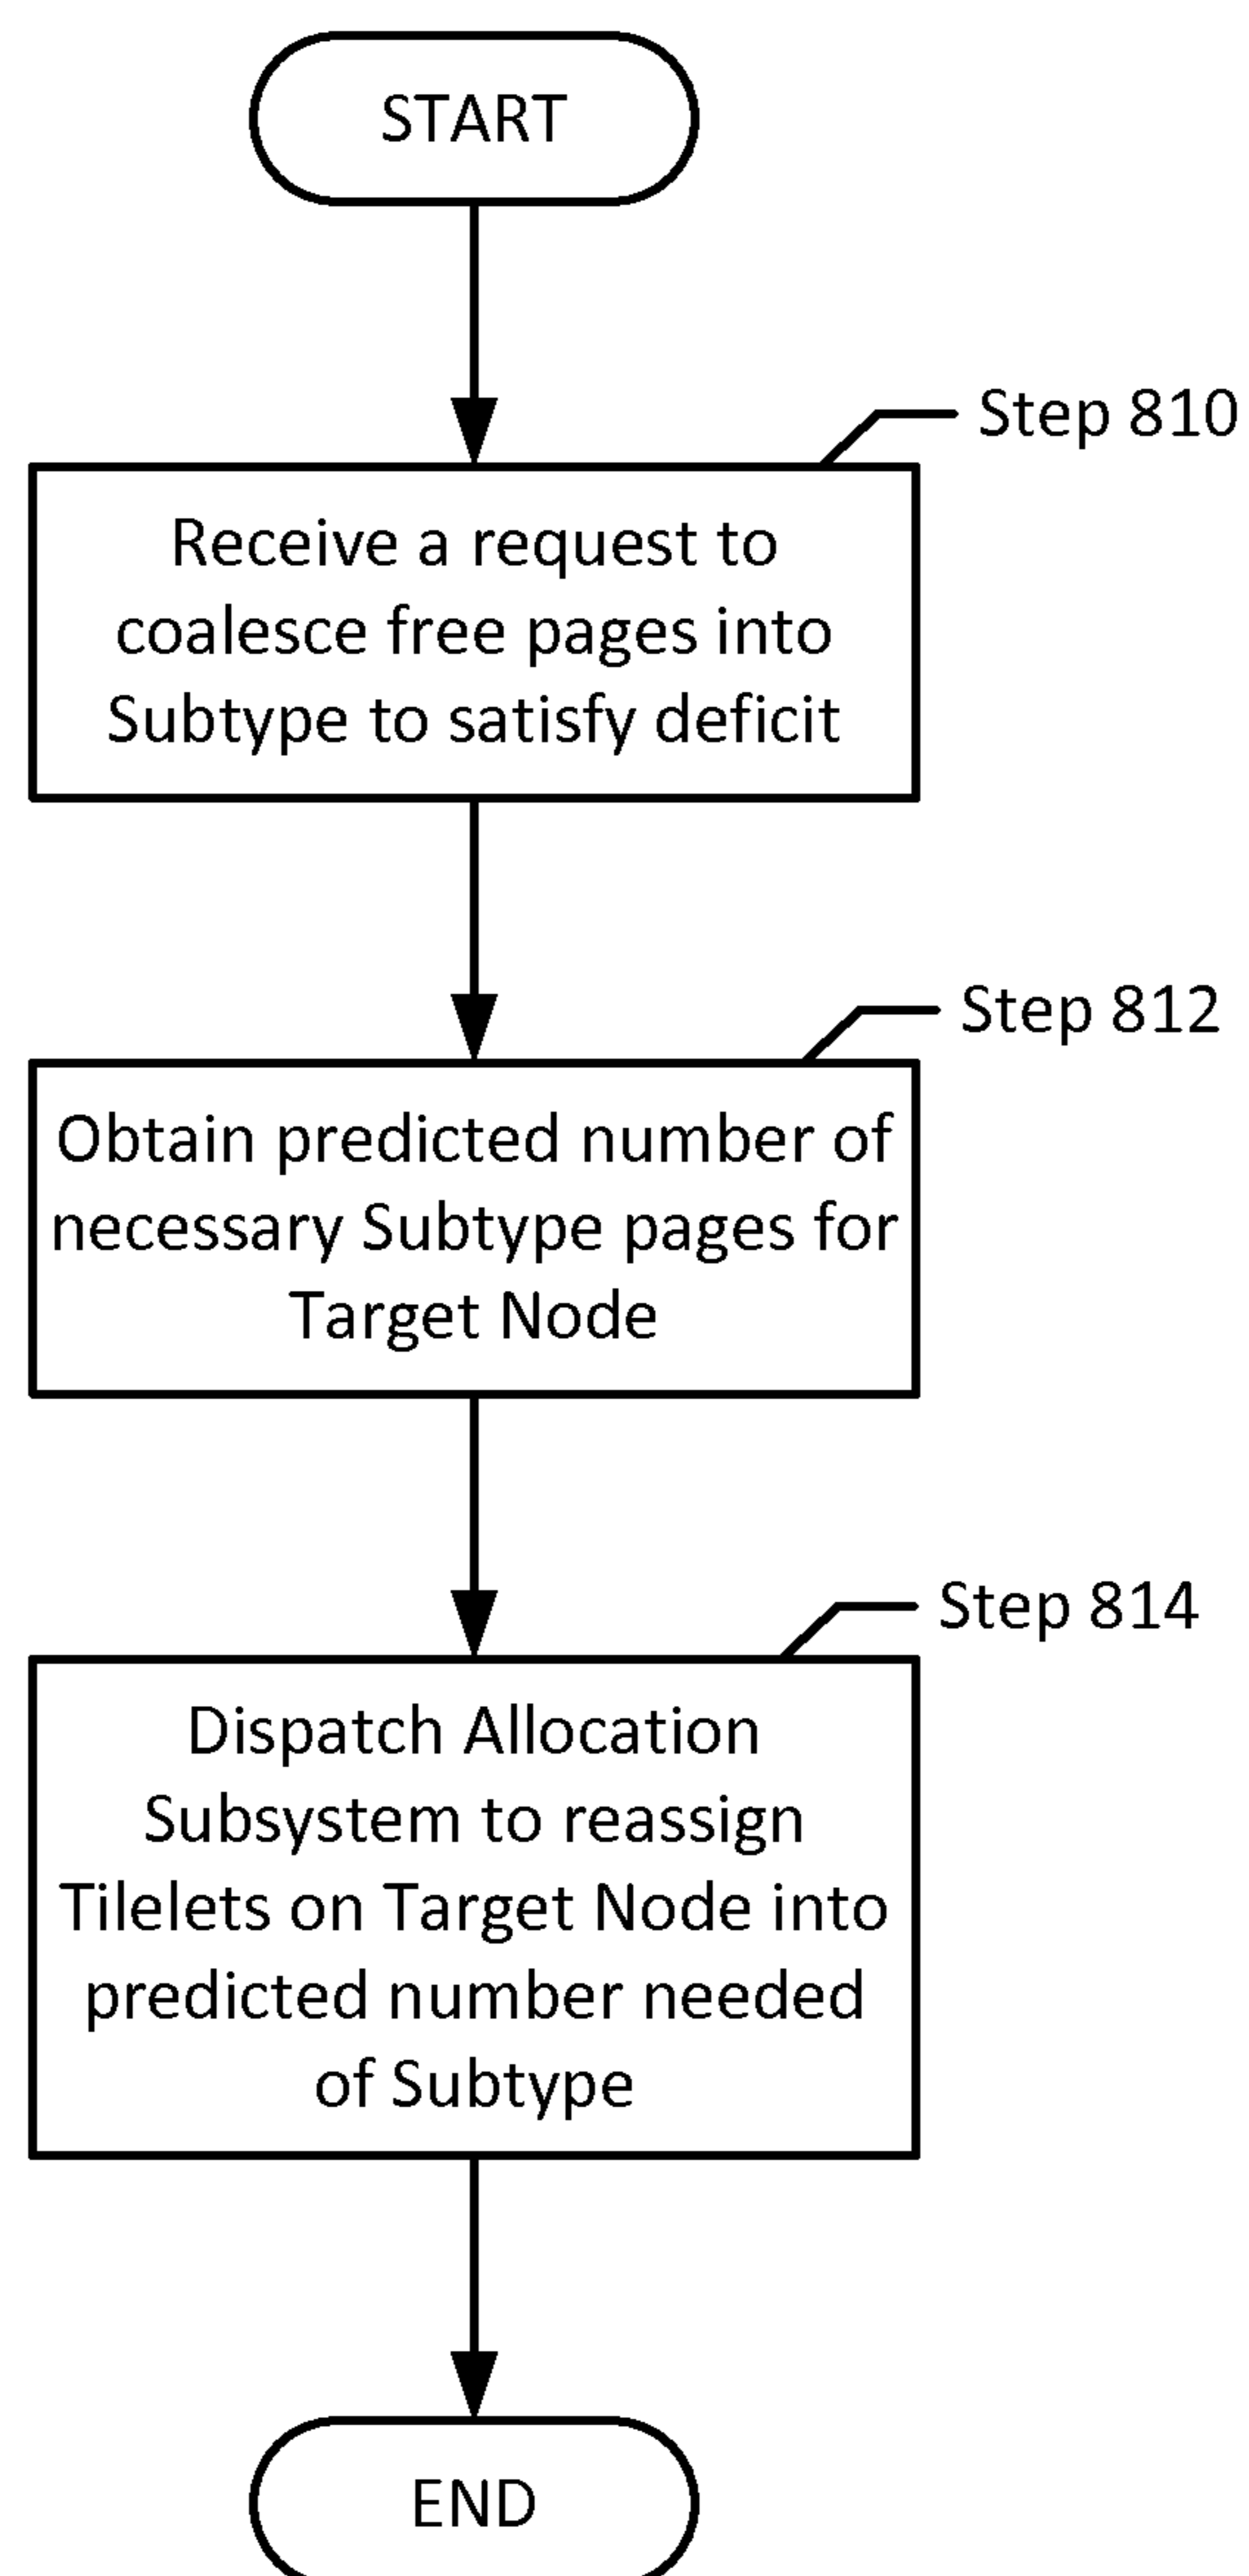 START
Step 810
Receive a request to
coalesce free pages into
Subtype to satisfy deficit
Step 812
Obtain predicted number of
necessary Subtype pages for
Target Node
Step 814
Dispatch Allocation
Subsystem to reassign
Tilelets on Target Node into
predicted number needed
of Subtype
END